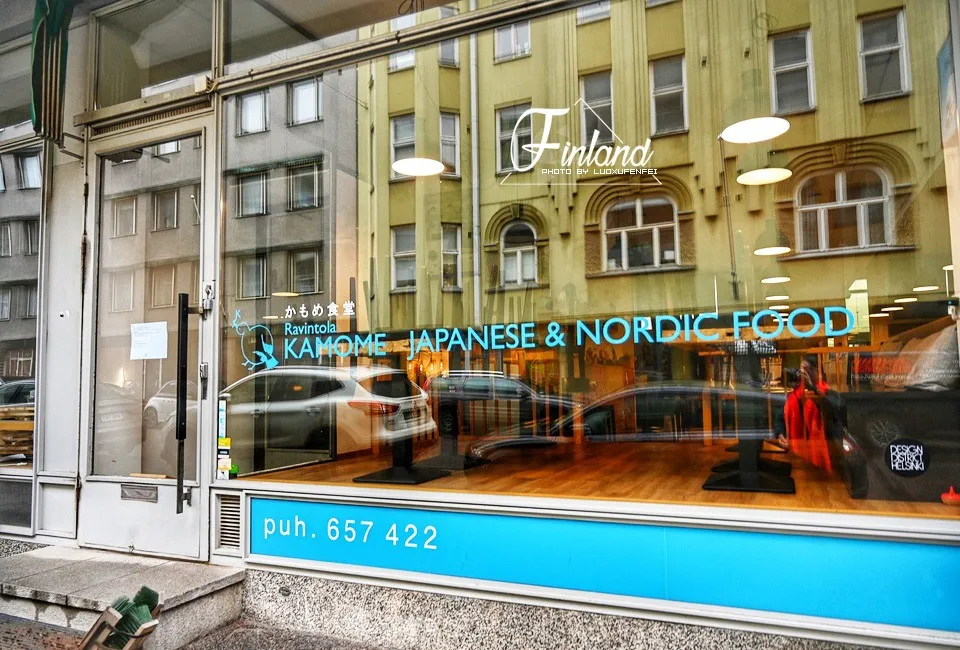 Finland
PHOTO BY LUOXUFENFEI
かもめ食堂
Ravintola
KAMOME JAPANESE & NORDIC FOOD
DESIGN
DISTRICT
HELSINKI
puh. 657 422